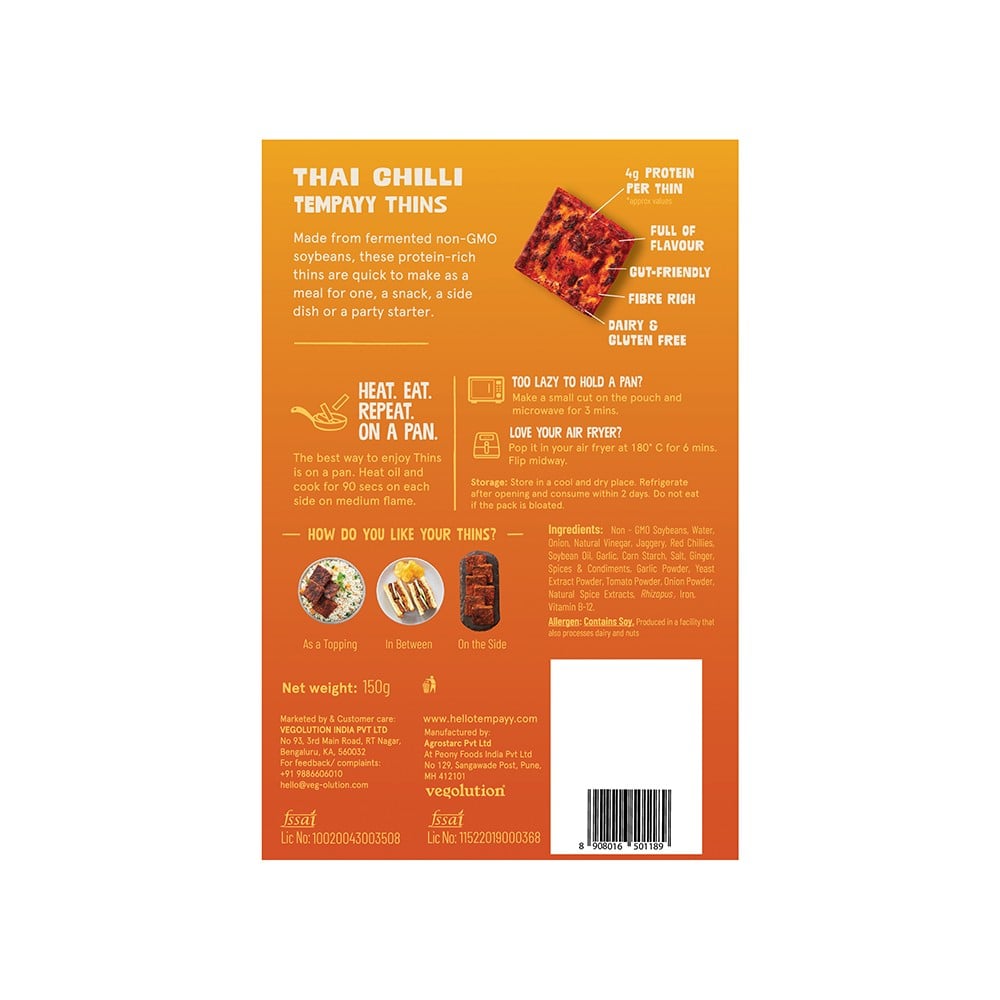 THAI CHILLI
TEMPAYY THINS
Made from fermented non-GMO
soybeans, these protein-rich
thins are quick to make as a
meal for one, a snack, a side
dish or a party starter.
4g PROTEIN
PER THIN
*approx values
FULL OF
FLAVOUR
GUT-FRIENDLY
FIBRE RICH
DAIRY &
GLUTEN FREE
HEAT. EAT.
REPEAT.
ON A PAN.
The best way to enjoy Thins
is on a pan. Heat oil and
cook for 90 secs on each
side on medium flame.
TOO LAZY TO HOLD A PAN?
Make a small cut on the pouch and
microwave for 3 mins.
LOVE YOUR AIR FRYER?
Pop it in your air fryer at 180° C for 6 mins.
Flip midway.
Storage: Store in a cool and dry place. Refrigerate
after opening and consume within 2 days. Do not eat
if the pack is bloated.
HOW DO YOU LIKE YOUR THINS?
As a Topping
In Between
On the Side
Ingredients: Non - GMO Soybeans, Water,
Onion, Natural Vinegar, Jaggery, Red Chillies,
Soybean Oil, Garlic, Corn Starch, Salt, Ginger,
Spices & Condiments, Garlic Powder, Yeast
Extract Powder, Tomato Powder, Onion Powder,
Natural Spice Extracts, Rhizopus, Iron,
Vitamin B-12.
Allergen: Contains Soy. Produced in a facility that
also processes dairy and nuts
Net weight: 150g
Marketed by & Customer care:
VEGOLUTION INDIA PVT LTD
No 93, 3rd Main Road, RT Nagar,
Bengaluru, KA, 560032
For feedback/ complaints:
+91 9886606010
hello@veg-olution.com
fssai
Lic No: 10020043003508
www.hellotempayy.com
Manufactured by:
Agrostarc Pvt Ltd
At Peony Foods India Pvt Ltd
No 129, Sangawade Post, Pune,
MH 412101
vegolution
fssai
Lic No: 11522019000368
8 908016 501189